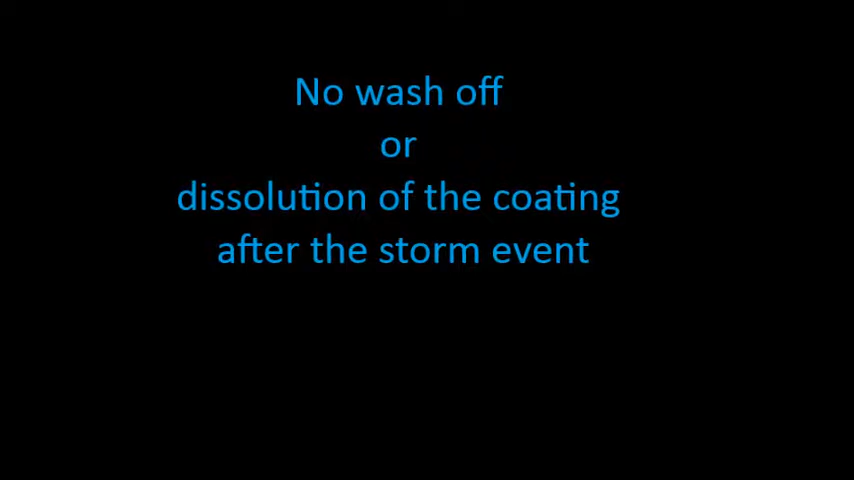 No wash off
or
dissolution of the coating
after the storm event